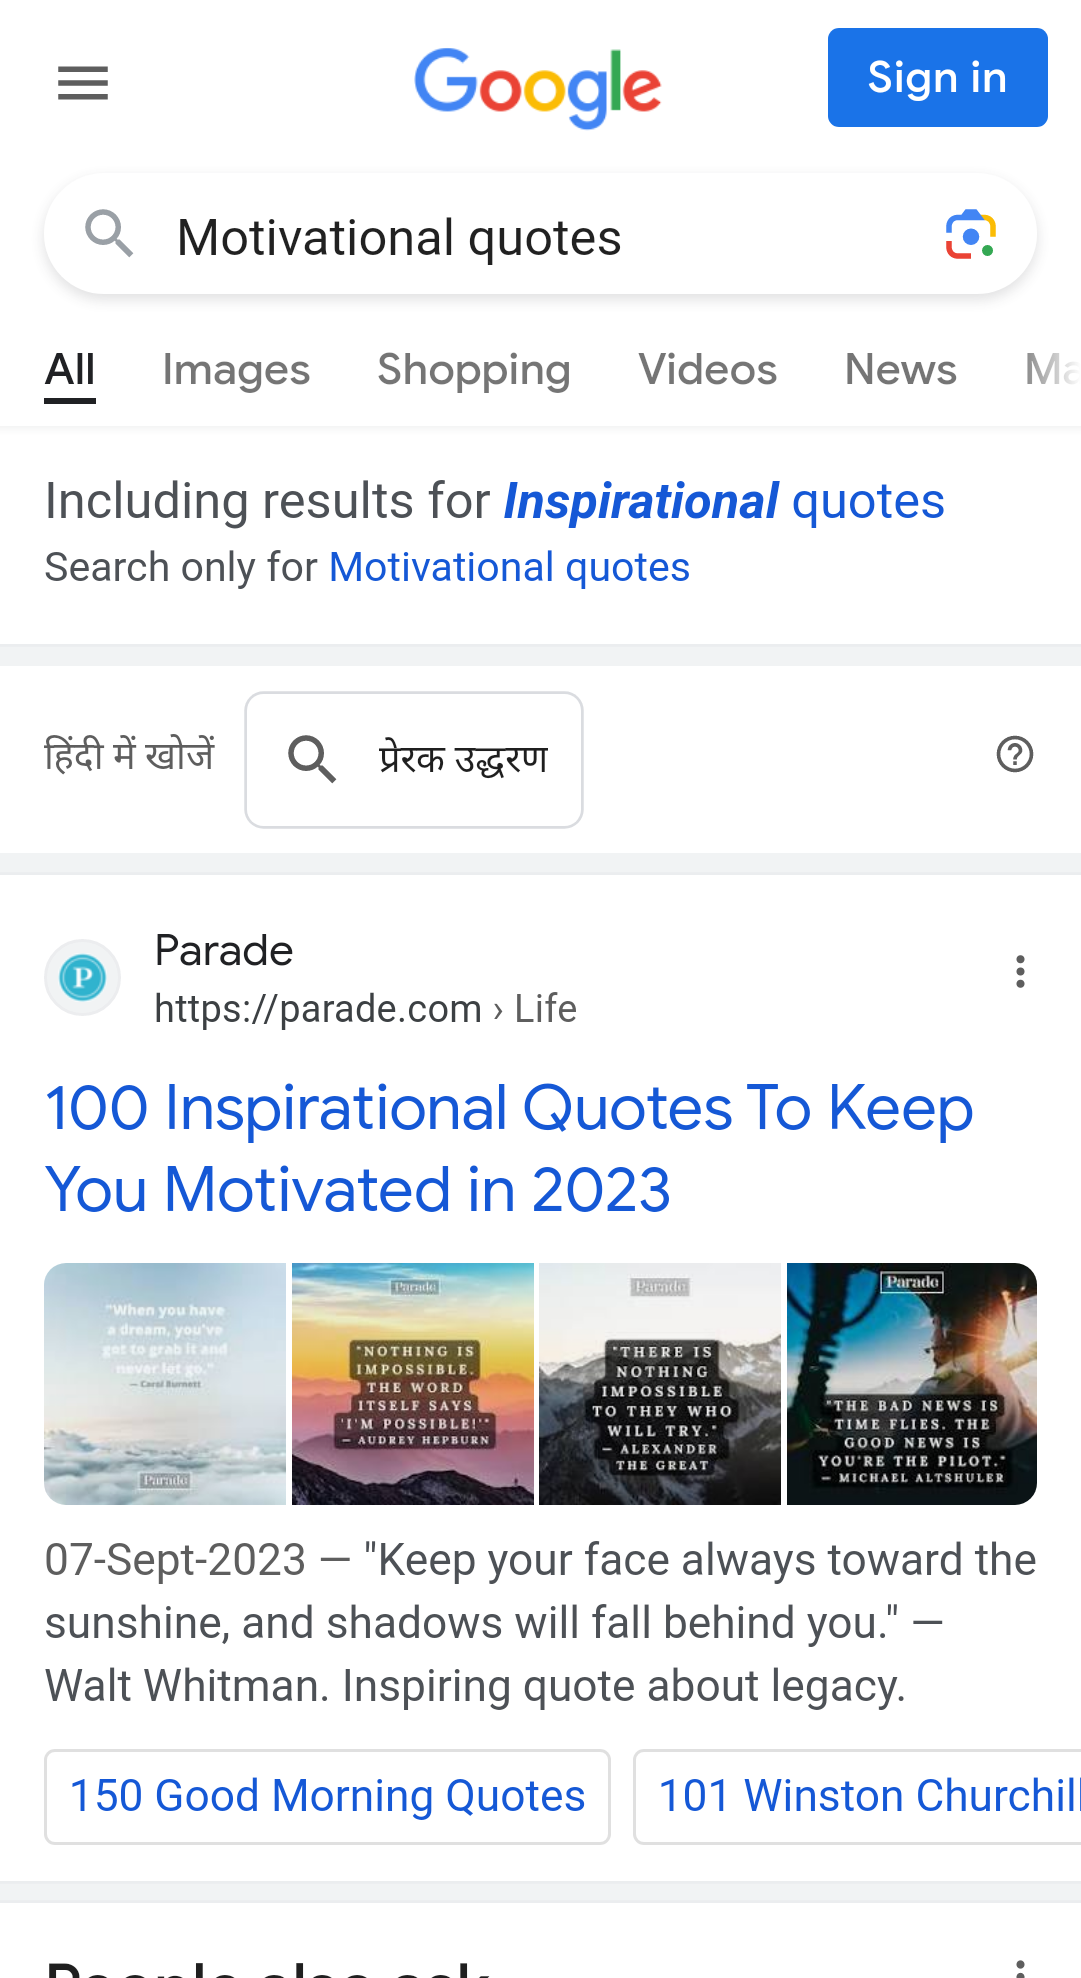 Google
Sign in
Motivational quotes
All Images Shopping Videos News Ma
Including results for Inspirational quotes
Search only for Motivational quotes
हिंदी में खोजें
प्रेरक उद्धरण
P
Parade
https://parade.com › Life
100 Inspirational Quotes To Keep
You Motivated in 2023
"When you have
a dream, you've
got to grab it and
never let go."
— Carol Burnett
Parade
Parade
"NOTHING IS
IMPOSSIBLE.
THE WORD
ITSELF SAYS
'I'M POSSIBLE!'"
— AUDREY HEPBURN
Parade
"THERE IS
NOTHING
IMPOSSIBLE
TO THEY WHO
WILL TRY."
— ALEXANDER
THE GREAT
Parade
"THE BAD NEWS IS
TIME FLIES. THE
GOOD NEWS IS
YOU'RE THE PILOT."
— MICHAEL ALTSHULER
07-Sept-2023 — "Keep your face always toward the
sunshine, and shadows will fall behind you." —
Walt Whitman. Inspiring quote about legacy.
150 Good Morning Quotes
101 Winston Churchill
People also ask